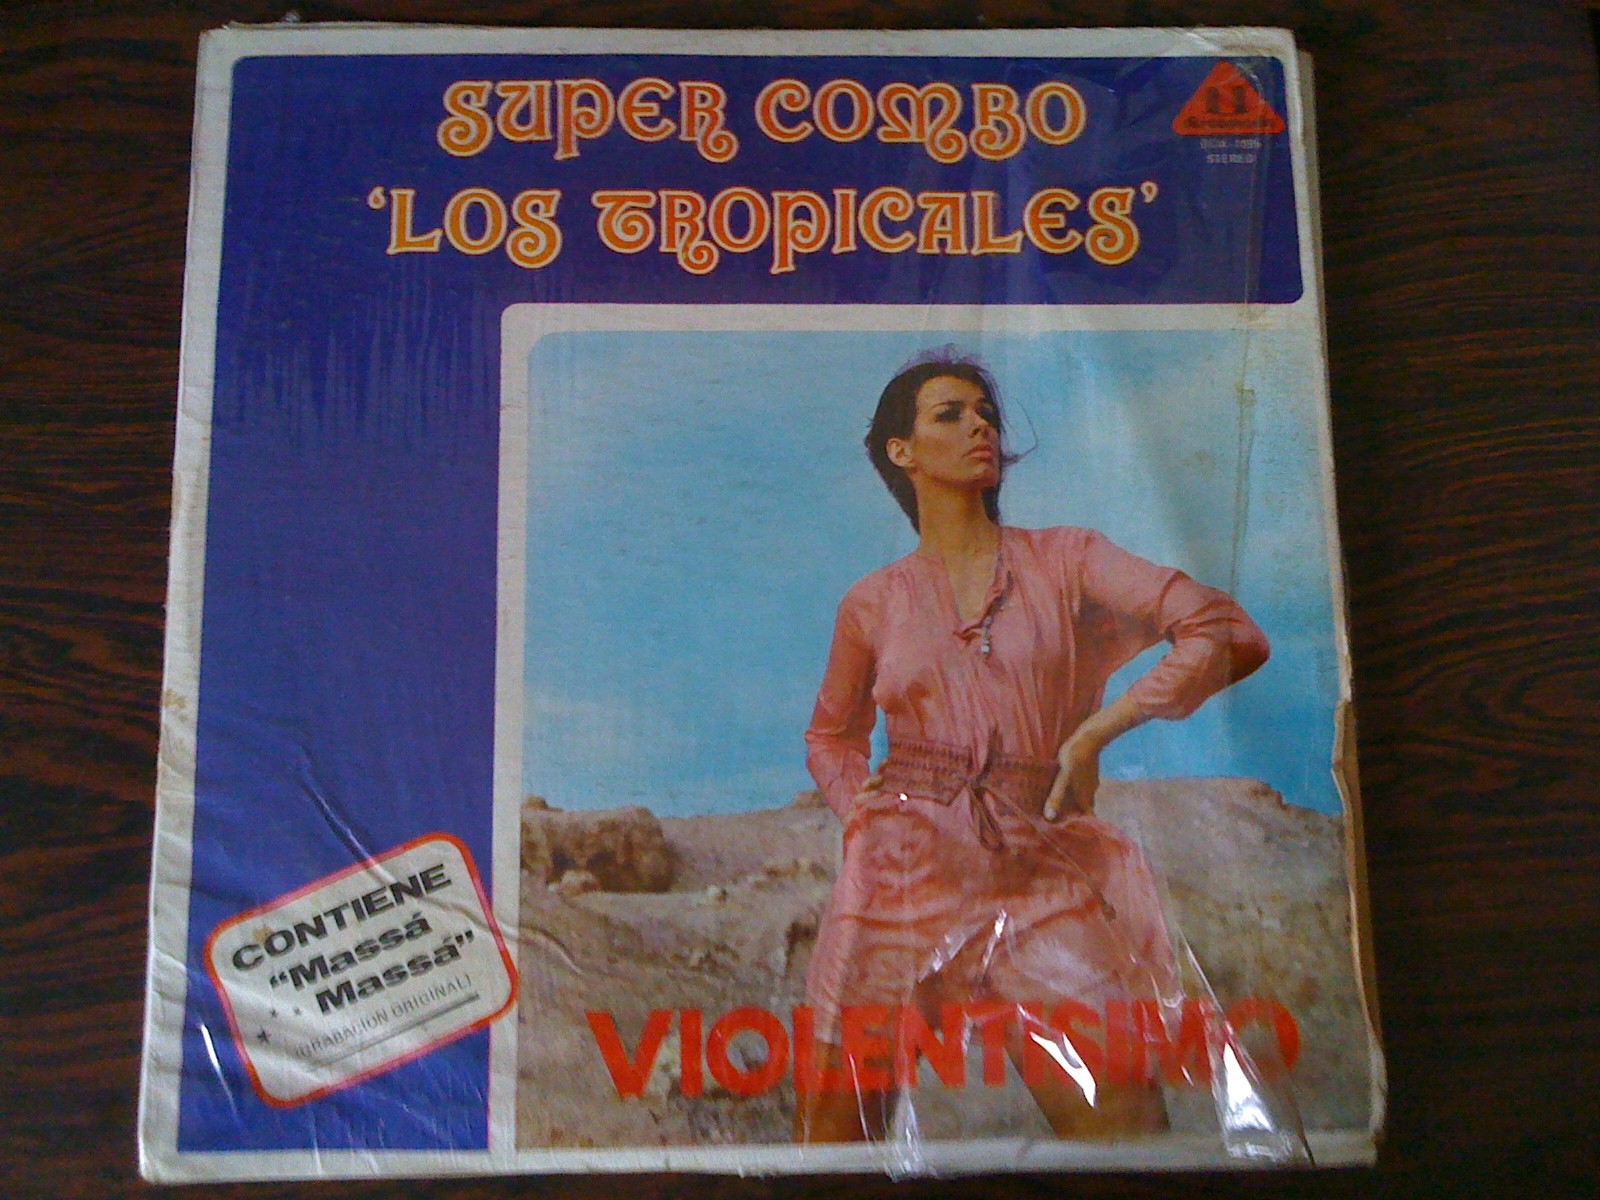 SUPER COMBO
'LOS TROPICALES'
STEREO
CONTIENE
"Massá
Massá"
(GRABACION ORIGINAL)
VIOLENTISIMO